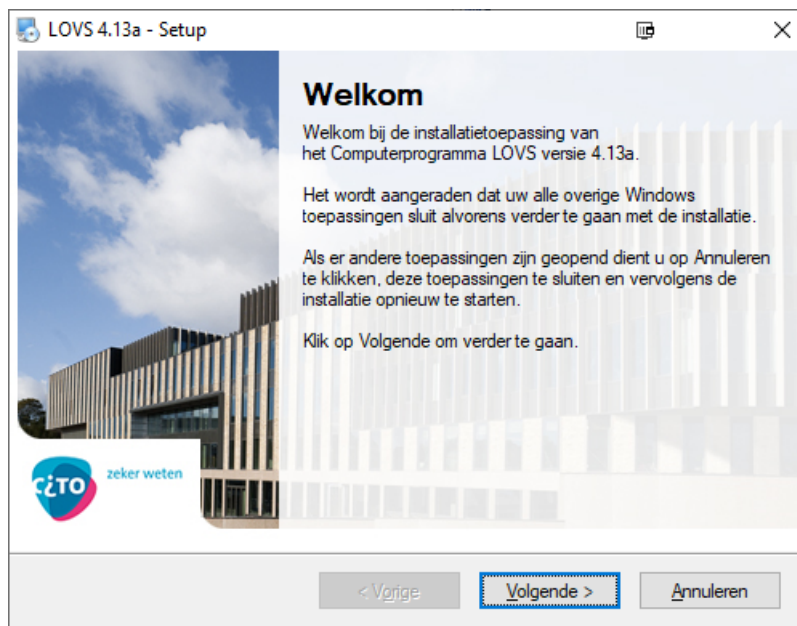 LOVS 4.13a - Setup
Welkom
Welkom bij de installatietoepassing van
het Computerprogramma LOVS versie 4.13a.
Het wordt aangeraden dat uw alle overige Windows
toepassingen sluit alvorens verder te gaan met de installatie.
Als er andere toepassingen zijn geopend dient u op Annuleren
te klikken, deze toepassingen te sluiten en vervolgens de
installatie opnieuw te starten.
Klik op Volgende om verder te gaan.
cito
zeker weten
< Vorige
Volgende >
Annuleren